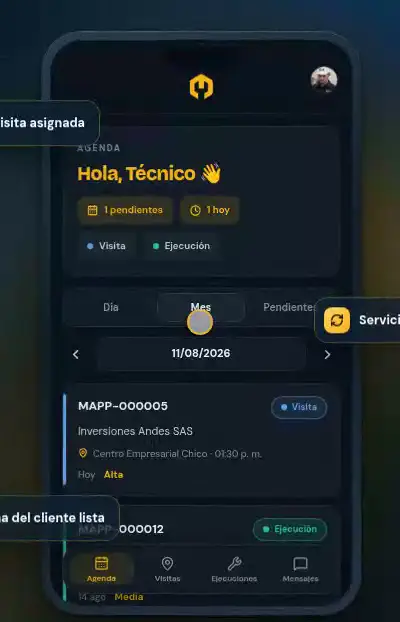 isita asignada
AGENDA
Hola, Técnico 👋
1 pendientes
1 hoy
Visita
Ejecución
Día
Mes
Pendiente
Servici
11/08/2026
MAPP-000005
Visita
Inversiones Andes SAS
Centro Empresarial Chico · 01:30 p. m.
Hoy Alta
a del cliente lista
MAPP-000012
Ejecución
Agenda
Visitas
Ejecuciones
Mensajes
14 ago Media